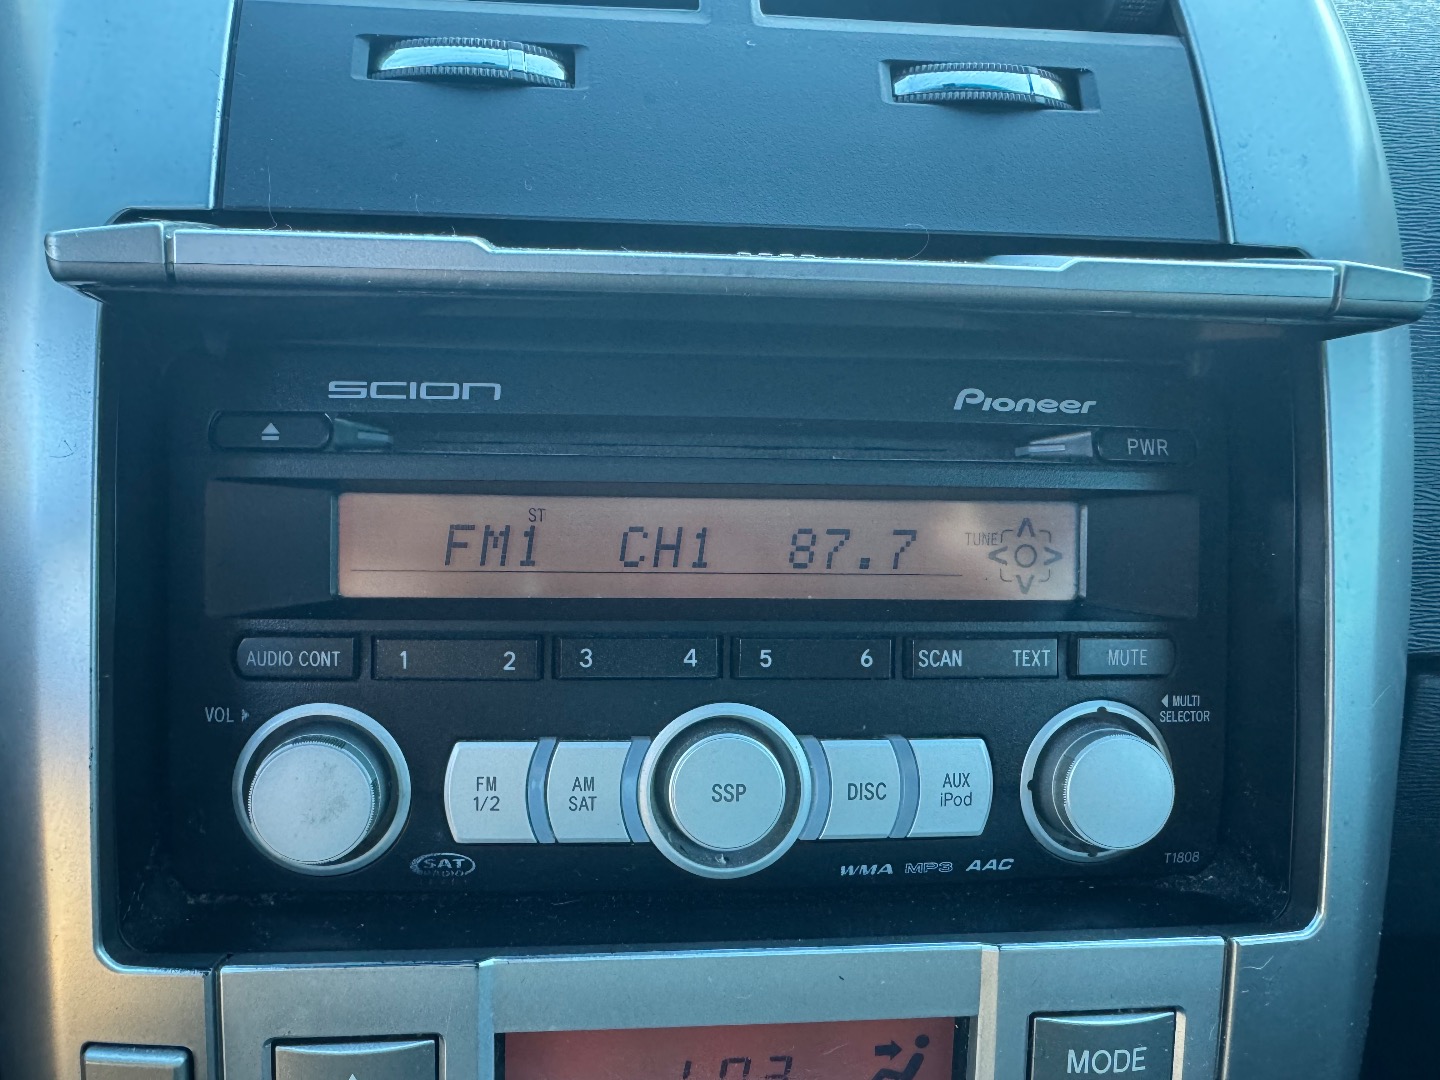 SCION
Pioneer
PWR
ST
FM1 CH1 87.7 TUNE
AUDIO CONT 1 2 3 4 5 6 SCAN TEXT MUTE
VOL
MULTI
SELECTOR
FM
1/2
AM
SAT
SSP
DISC
AUX
iPod
SAT
RADIO
WMA MP3 AAC
T1808
MODE